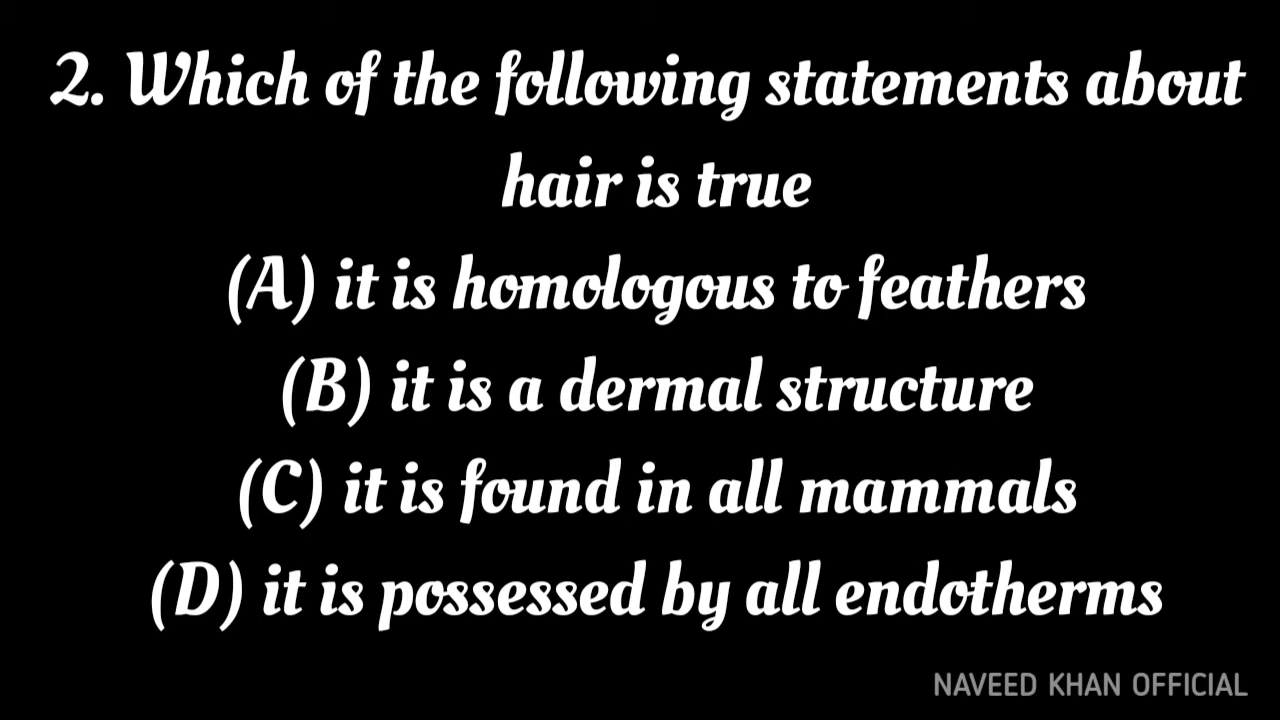 2. Which of the following statements about
hair is true
(A) it is homologous to feathers
(B) it is a dermal structure
(C) it is found in all mammals
(D) it is possessed by all endotherms
NAVEED KHAN OFFICIAL